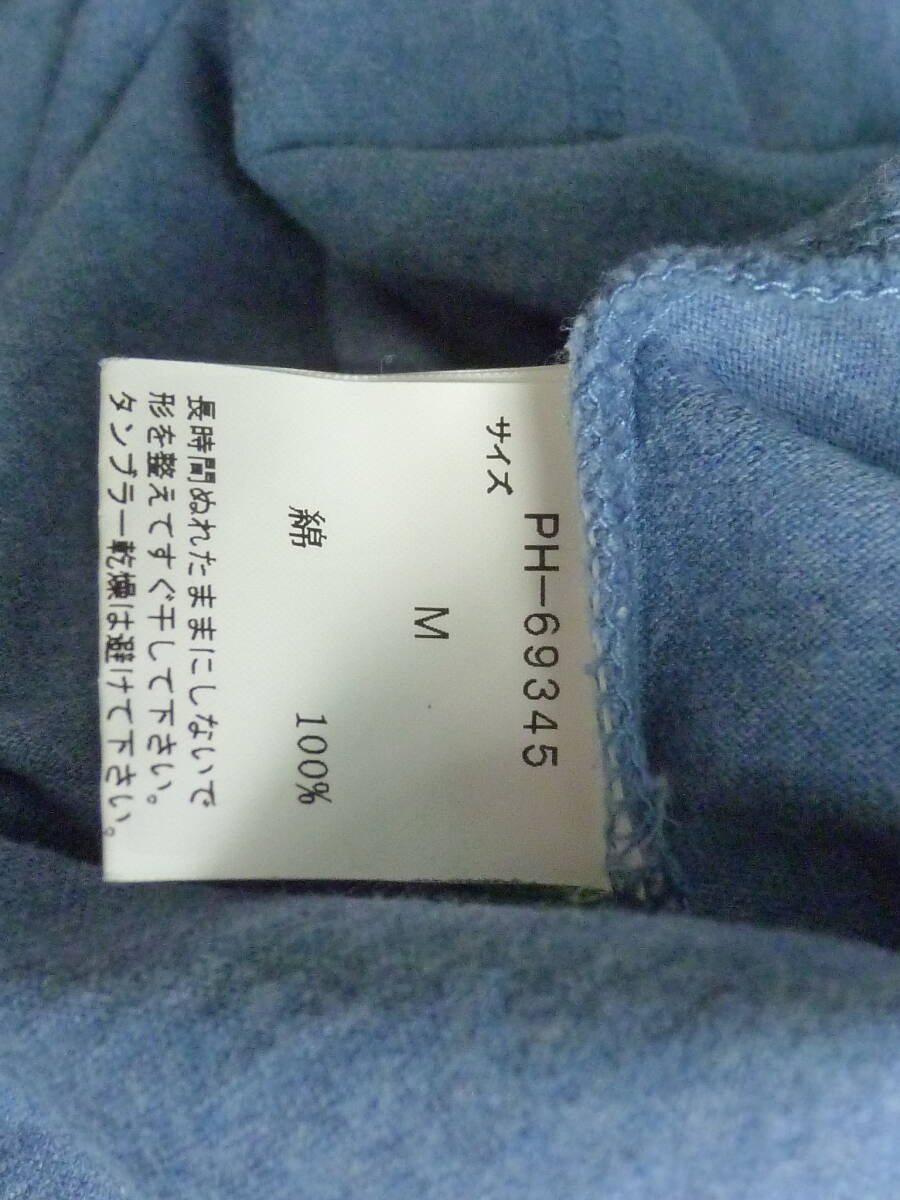 PH-69345
サイズ
M
綿 100%
長時間ぬれたままにしないで
形を整えてすぐ干して下さい。
タンブラー乾燥は避けて下さい。